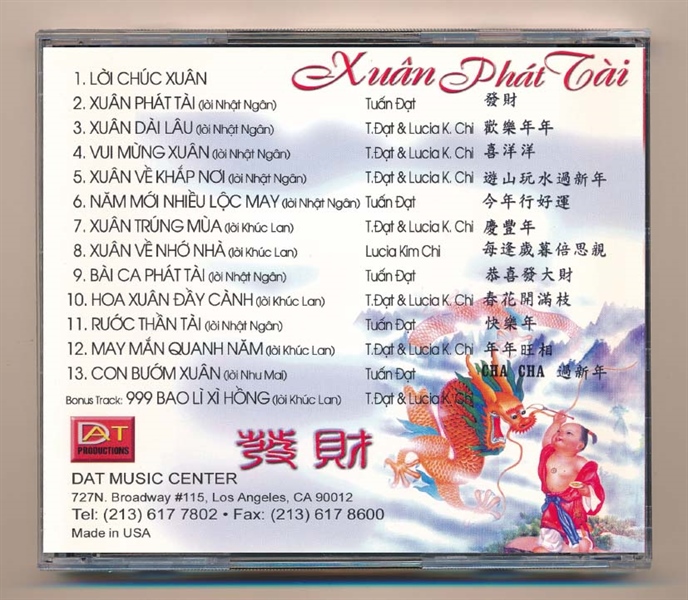 Xuân Phát Tài
1. LỜI CHÚC XUÂN
2. XUÂN PHÁT TÀI (lời Nhật Ngân) Tuấn Đạt 發財
3. XUÂN DÀI LÂU (lời Nhật Ngân) T.Đạt & Lucia K. Chi 歡樂年年
4. VUI MỪNG XUÂN (lời Nhật Ngân) T.Đạt & Lucia K. Chi 喜洋洋
5. XUÂN VỀ KHẮP NƠI (lời Nhật Ngân) T.Đạt & Lucia K. Chi 遊山玩水過新年
6. NĂM MỚI NHIỀU LỘC MAY (lời Nhật Ngân) Tuấn Đạt 今年行好運
7. XUÂN TRÚNG MÙA (lời Khúc Lan) T.Đạt & Lucia K. Chi 慶豐年
8. XUÂN VỀ NHỚ NHÀ (lời Khúc Lan) Lucia Kim Chi 每逢歲暮倍思親
9. BÀI CA PHÁT TÀI (lời Nhật Ngân) Tuấn Đạt 恭喜發大財
10. HOA XUÂN ĐẦY CÀNH (lời Khúc Lan) T.Đạt & Lucia K. Chi 春花開滿枝
11. RƯỚC THẦN TÀI (lời Nhật Ngân) Tuấn Đạt 快樂年
12. MAY MẮN QUANH NĂM (lời Khúc Lan) T.Đạt & Lucia K. Chi 年年旺相
13. CON BƯỚM XUÂN (lời Nhu Mai) Tuấn Đạt CHA CHA 過新年
Bonus Track: 999 BAO LÌ XÌ HỒNG (lời Khúc Lan) T.Đạt & Lucia K. Chi
DAT
PRODUCTIONS
發財
DAT MUSIC CENTER
727N. Broadway #115, Los Angeles, CA 90012
Tel: (213) 617 7802 • Fax: (213) 617 8600
Made in USA